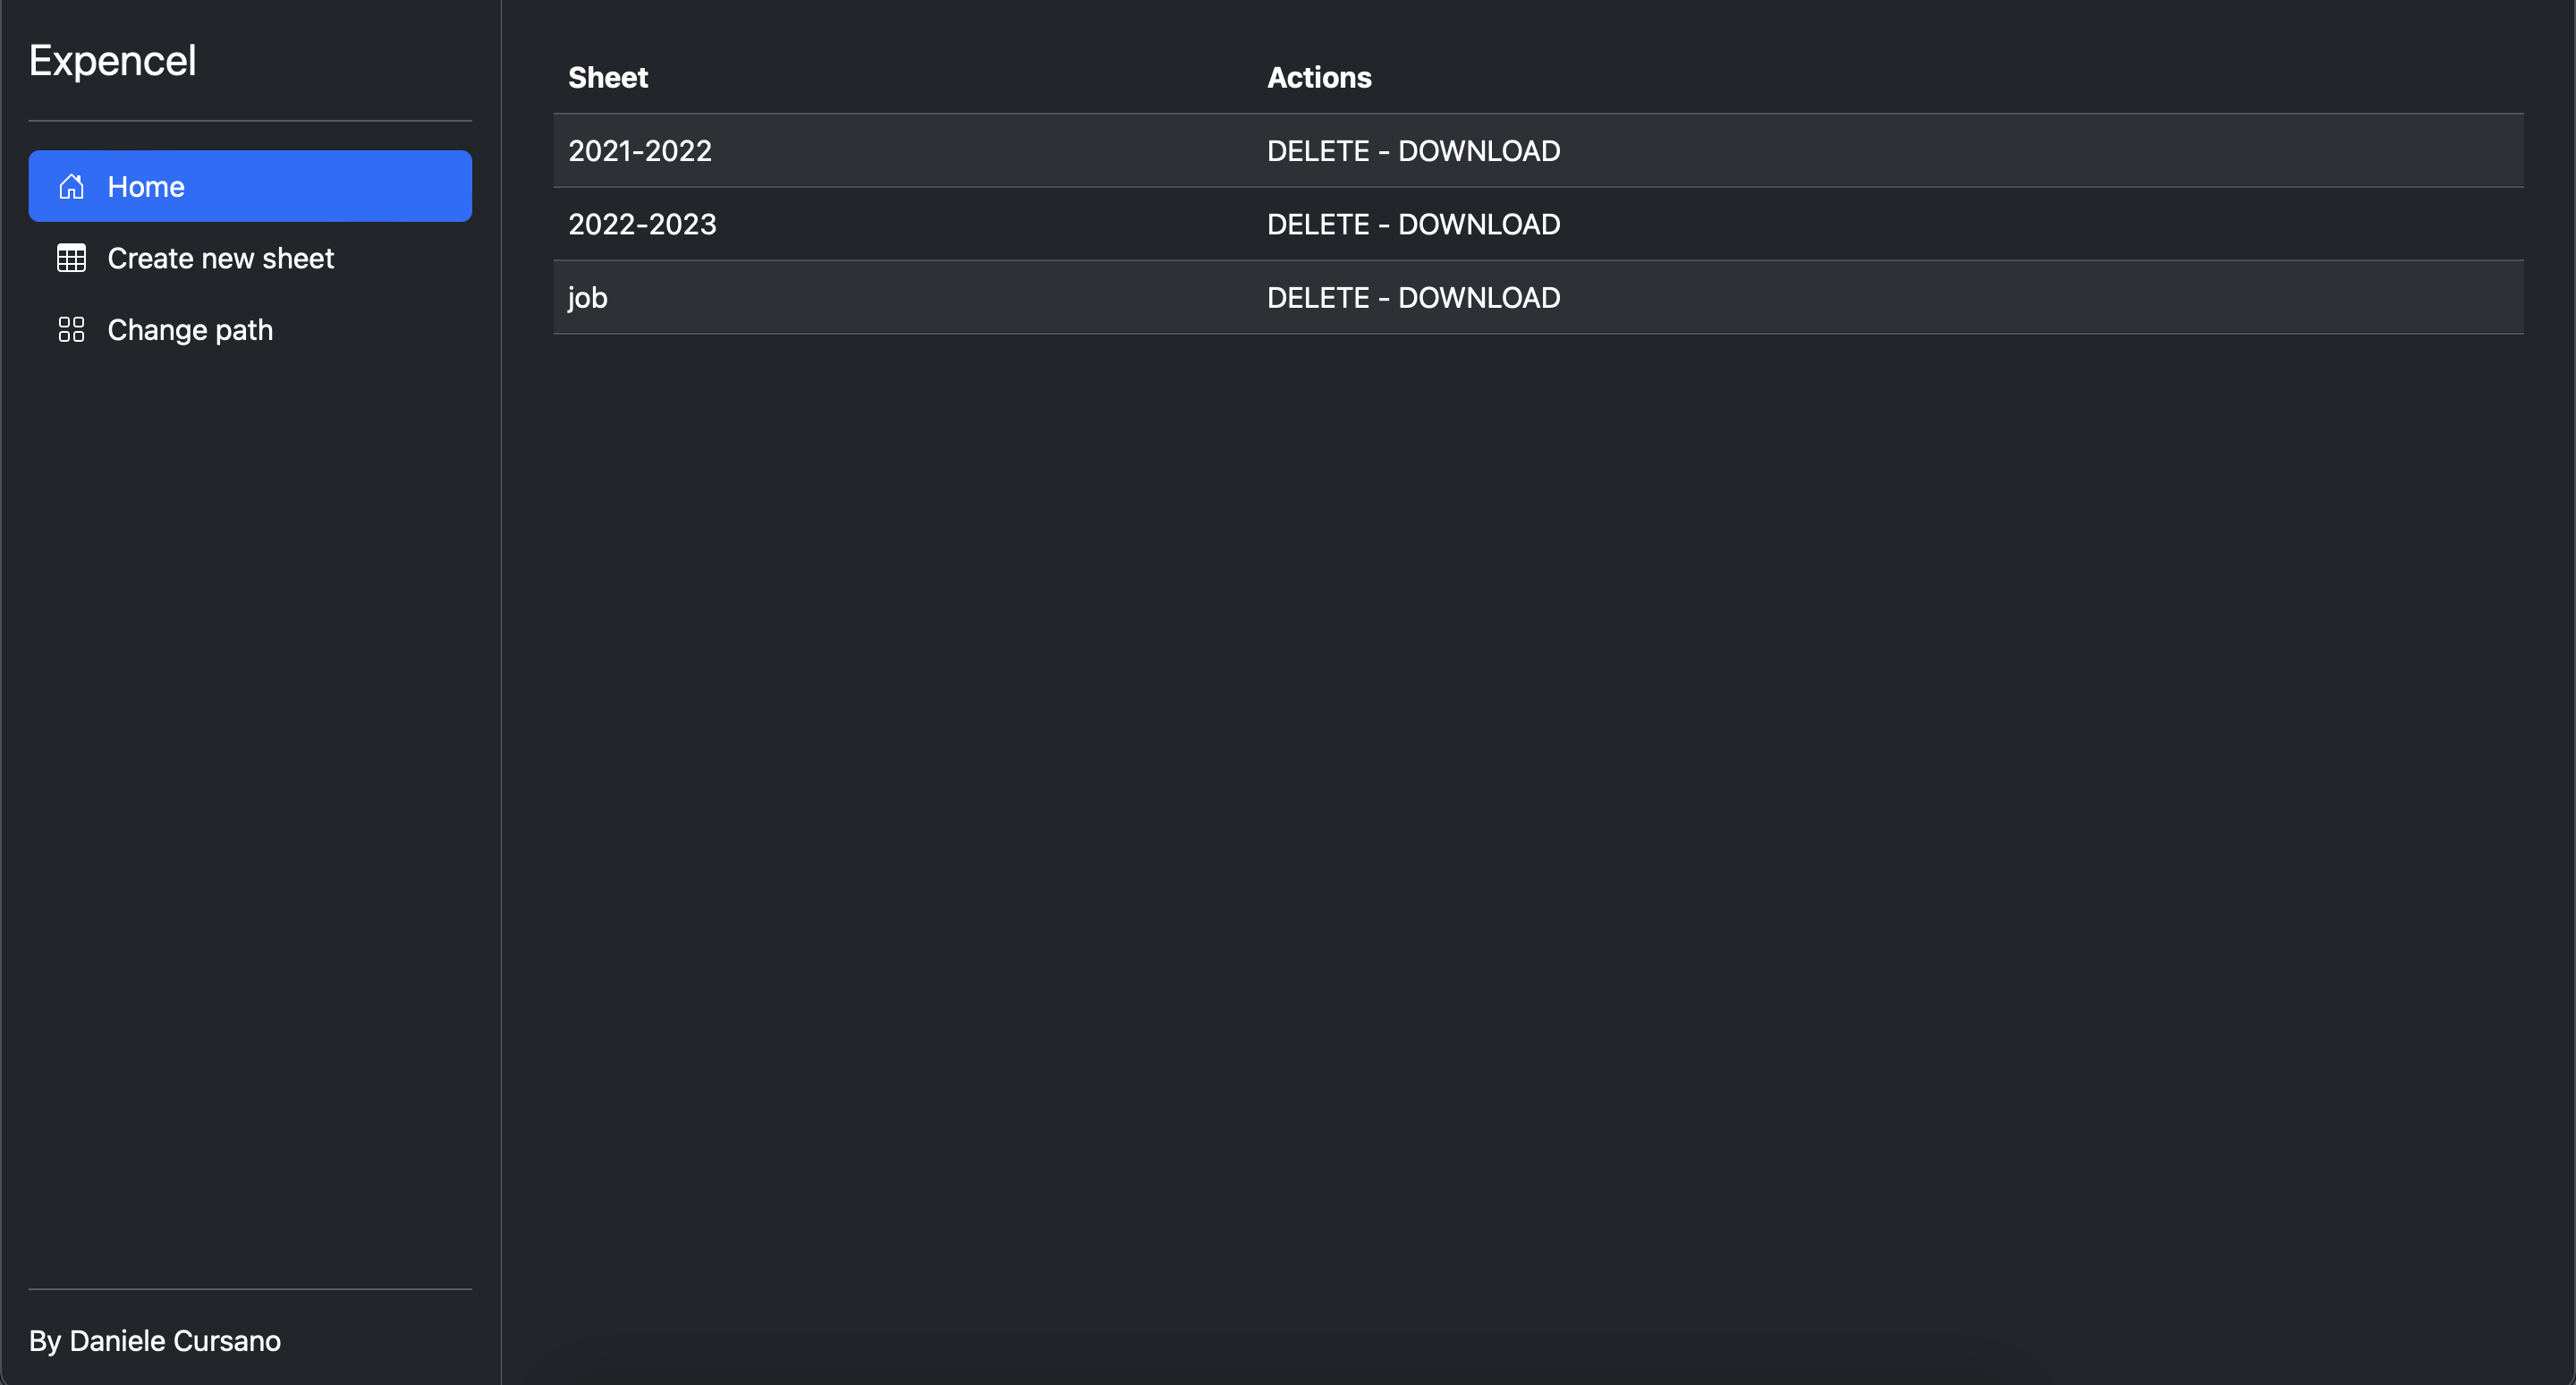 Expencel
Home
Create new sheet
Change path
By Daniele Cursano
Sheet Actions
2021-2022 DELETE - DOWNLOAD
2022-2023 DELETE - DOWNLOAD
job DELETE - DOWNLOAD